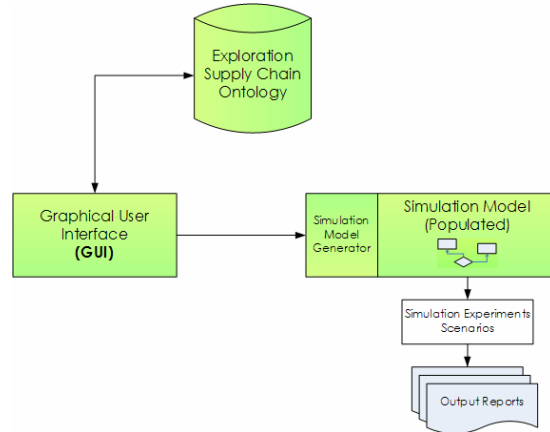 Exploration
Supply Chain
Ontology
Graphical User
Interface
(GUI)
Simulation
Model
Generator
Simulation Model
(Populated)
Simulation Experiments
Scenarios
Output Reports